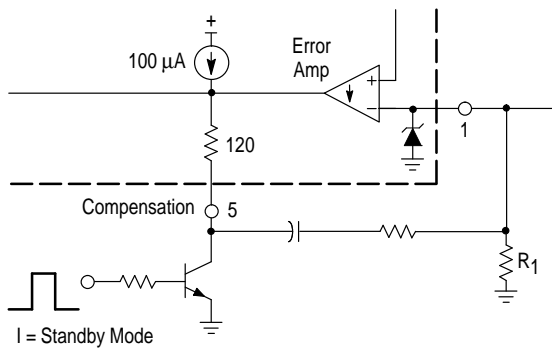 +
100 µA
Error
Amp
+
−
1
120
Compensation
5
R1
I = Standby Mode